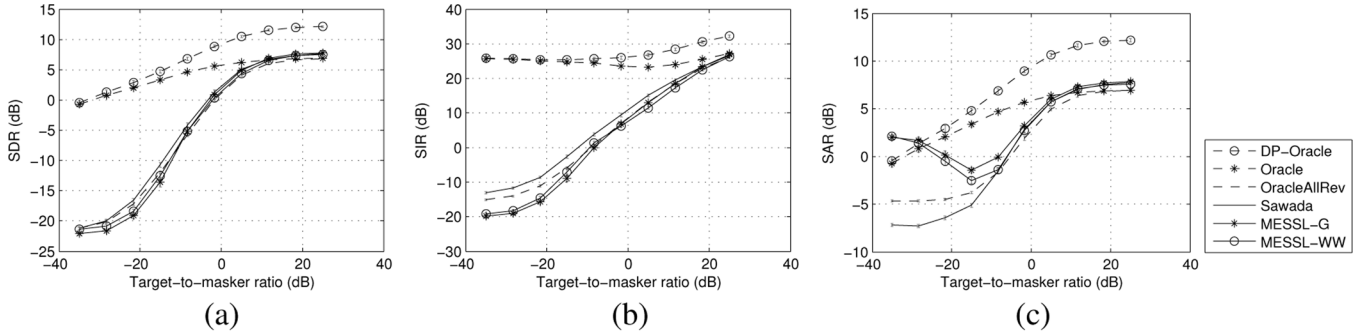 15
10
5
0
−5
−10
−15
−20
−25
SDR (dB)
−40
−20
0
20
40
Target−to−masker ratio (dB)
(a)
40
30
20
10
0
−10
−20
−30
SIR (dB)
−40
−20
0
20
40
Target−to−masker ratio (dB)
(b)
15
10
5
0
−5
−10
SAR (dB)
−40
−20
0
20
40
Target−to−masker ratio (dB)
(c)
DP−Oracle
Oracle
OracleAllRev
Sawada
MESSL−G
MESSL−WW